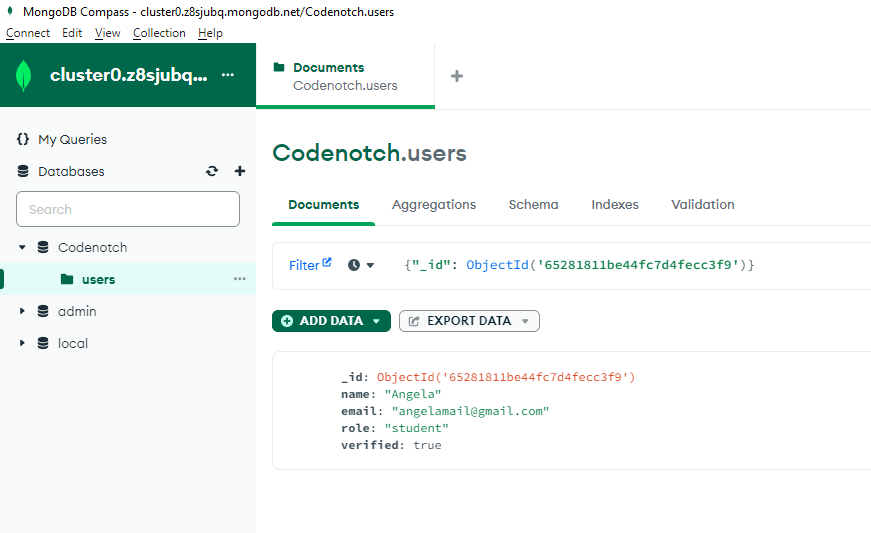 MongoDB Compass - cluster0.z8sjubq.mongodb.net/Codenotch.users
Connect Edit View Collection Help
cluster0.z8sjubq... ...
Documents
Codenotch.users
My Queries
Databases
Search
Codenotch
users ...
admin
local
Codenotch.users
Documents Aggregations Schema Indexes Validation
Filter {"_id": ObjectId('65281811be44fc7d4fecc3f9')}
ADD DATA EXPORT DATA
_id: ObjectId('65281811be44fc7d4fecc3f9')
name: "Angela"
email: "angelamail@gmail.com"
role: "student"
verified: true